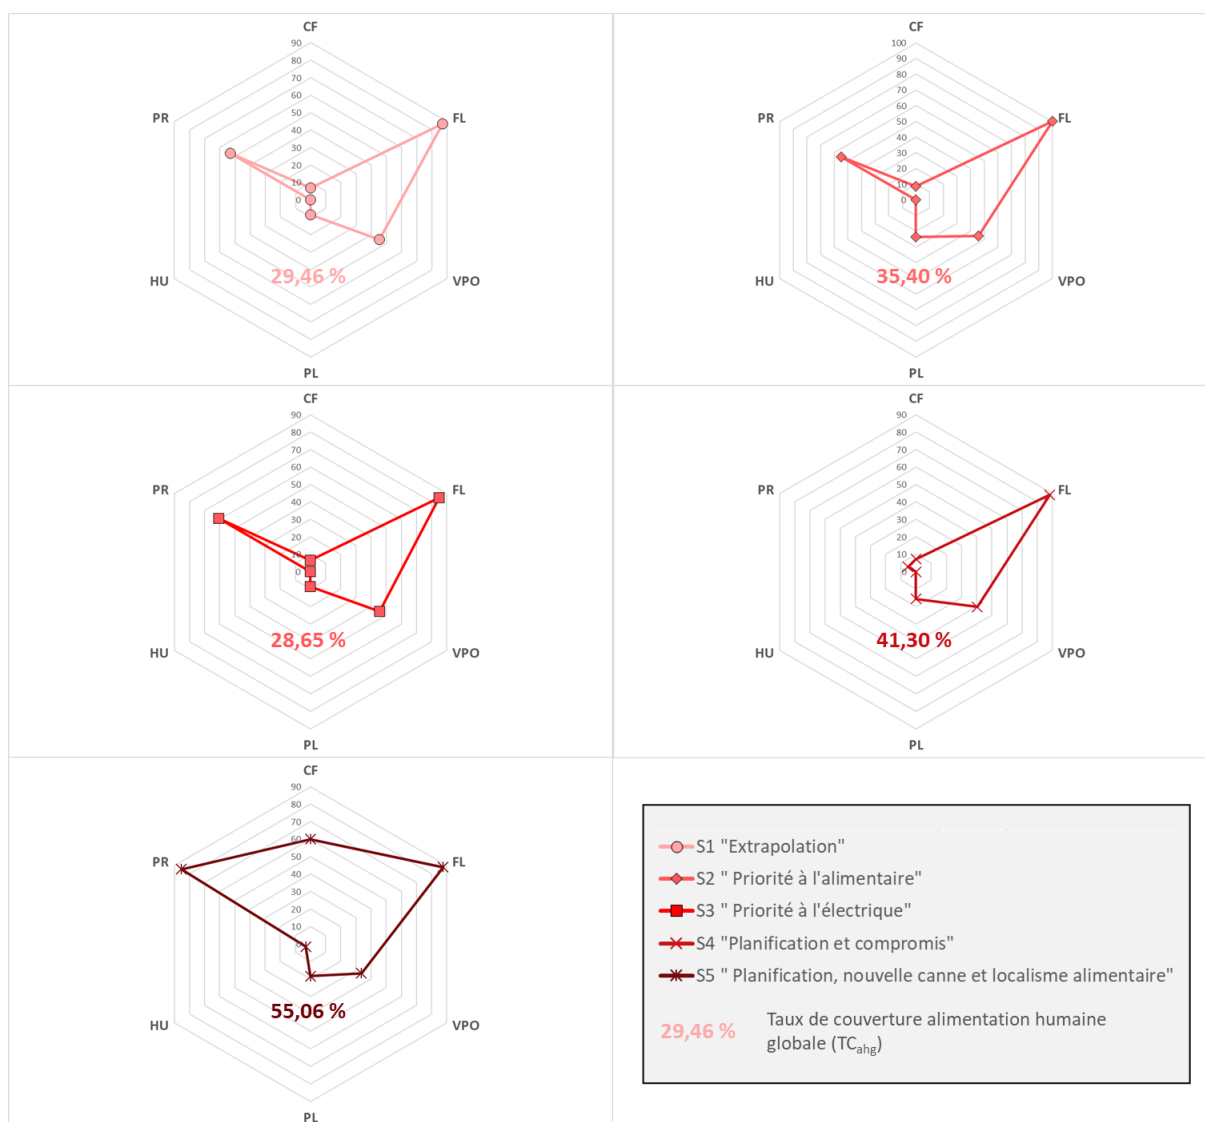 CF
90
80
70
60
50
40
30
20
10
0
PR
FL
HU
VPO
29,46 %
PL
CF
100
90
80
70
60
50
40
30
20
10
0
PR
FL
HU
VPO
35,40 %
PL
CF
90
80
70
60
50
40
30
20
10
0
PR
FL
HU
VPO
28,65 %
PL
CF
90
80
70
60
50
40
30
20
10
0
PR
FL
HU
VPO
41,30 %
PL
CF
90
80
70
60
50
40
30
20
10
0
PR
FL
HU
VPO
55,06 %
PL
S1 "Extrapolation"
S2 " Priorité à l'alimentaire"
S3 " Priorité à l'électrique"
S4 "Planification et compromis"
S5 " Planification, nouvelle canne et localisme alimentaire"
29,46 % Taux de couverture alimentation humaine
globale (TCahg)